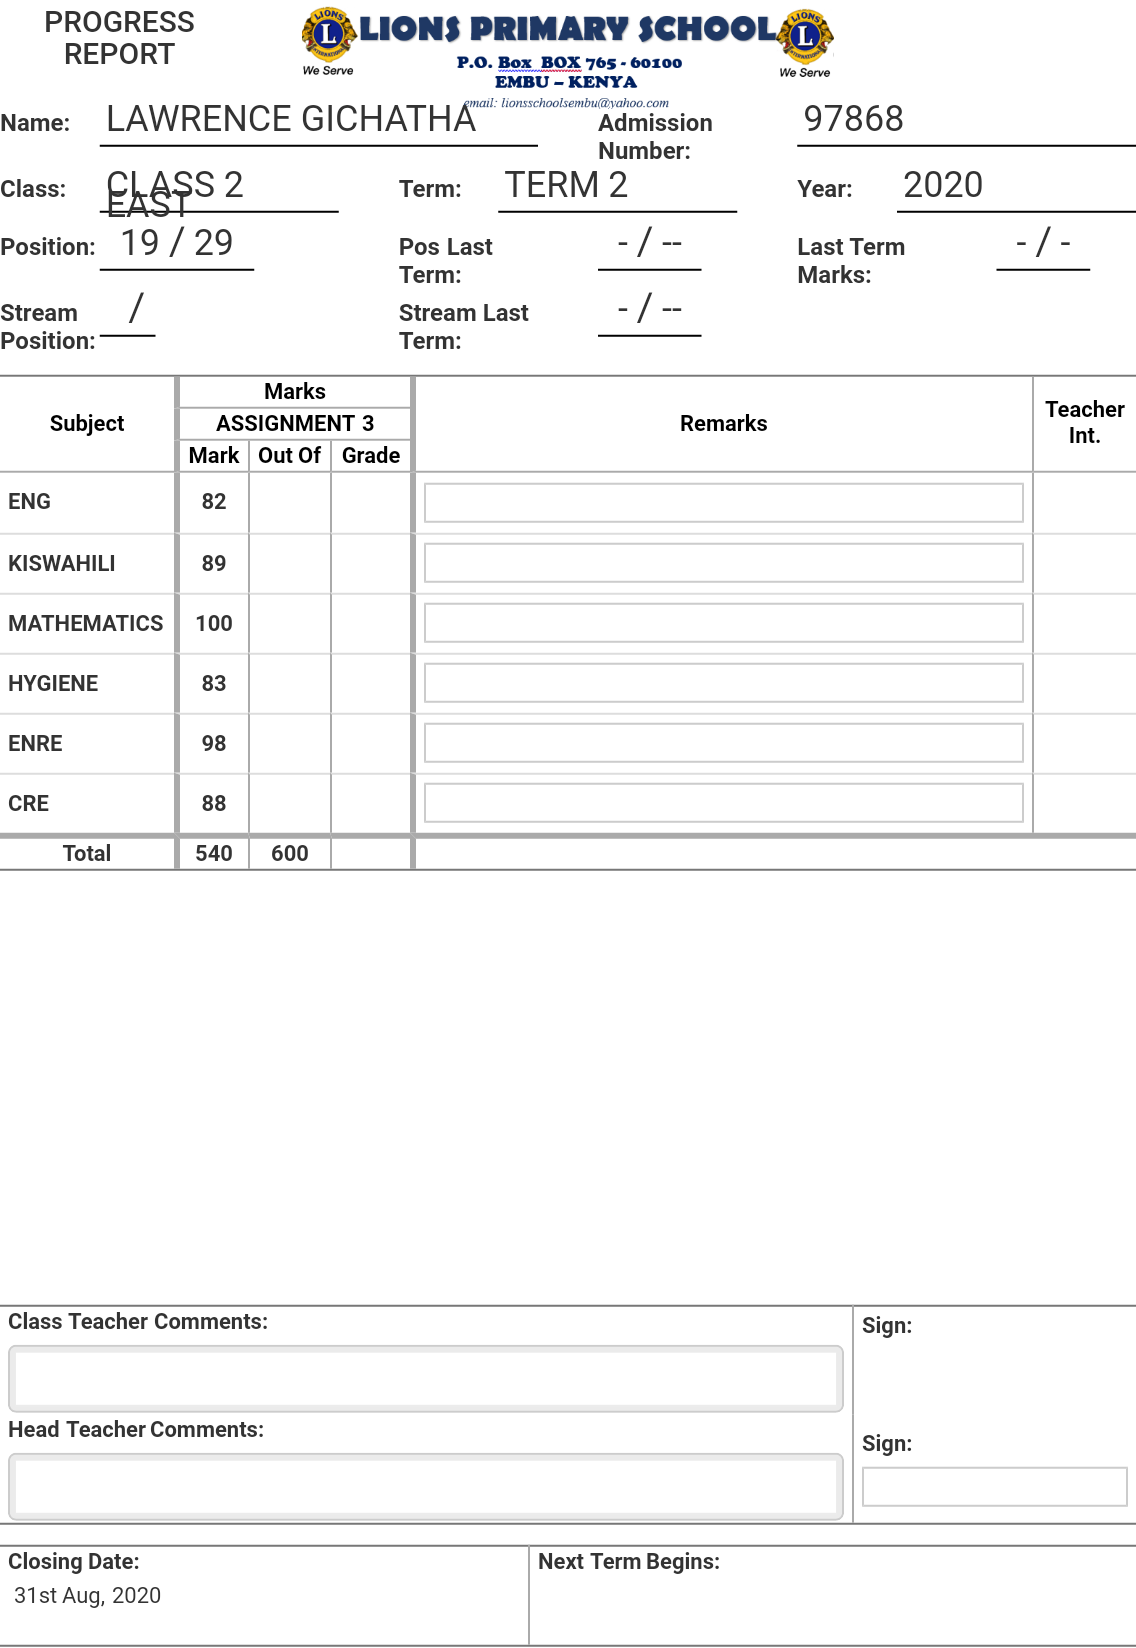 PROGRESS
REPORT
LIONS PRIMARY SCHOOL
We Serve
We Serve
P.O. Box BOX 765 - 60100
EMBU – KENYA
email: lionsschoolsembu@yahoo.com
Name: LAWRENCE GICHATHA Admission Number: 97868
Class: CLASS 2 EAST Term: TERM 2 Year: 2020
Position: 19 / 29 Pos Last Term: - / -- Last Term Marks: - / -
Stream Position: / Stream Last Term: - / --
Subject Marks Remarks Teacher Int.
ASSIGNMENT 3
Mark Out Of Grade
ENG 82
KISWAHILI 89
MATHEMATICS 100
HYGIENE 83
ENRE 98
CRE 88
Total 540 600
Class Teacher Comments: Sign:
Head Teacher Comments: Sign:
Closing Date: Next Term Begins:
31st Aug, 2020